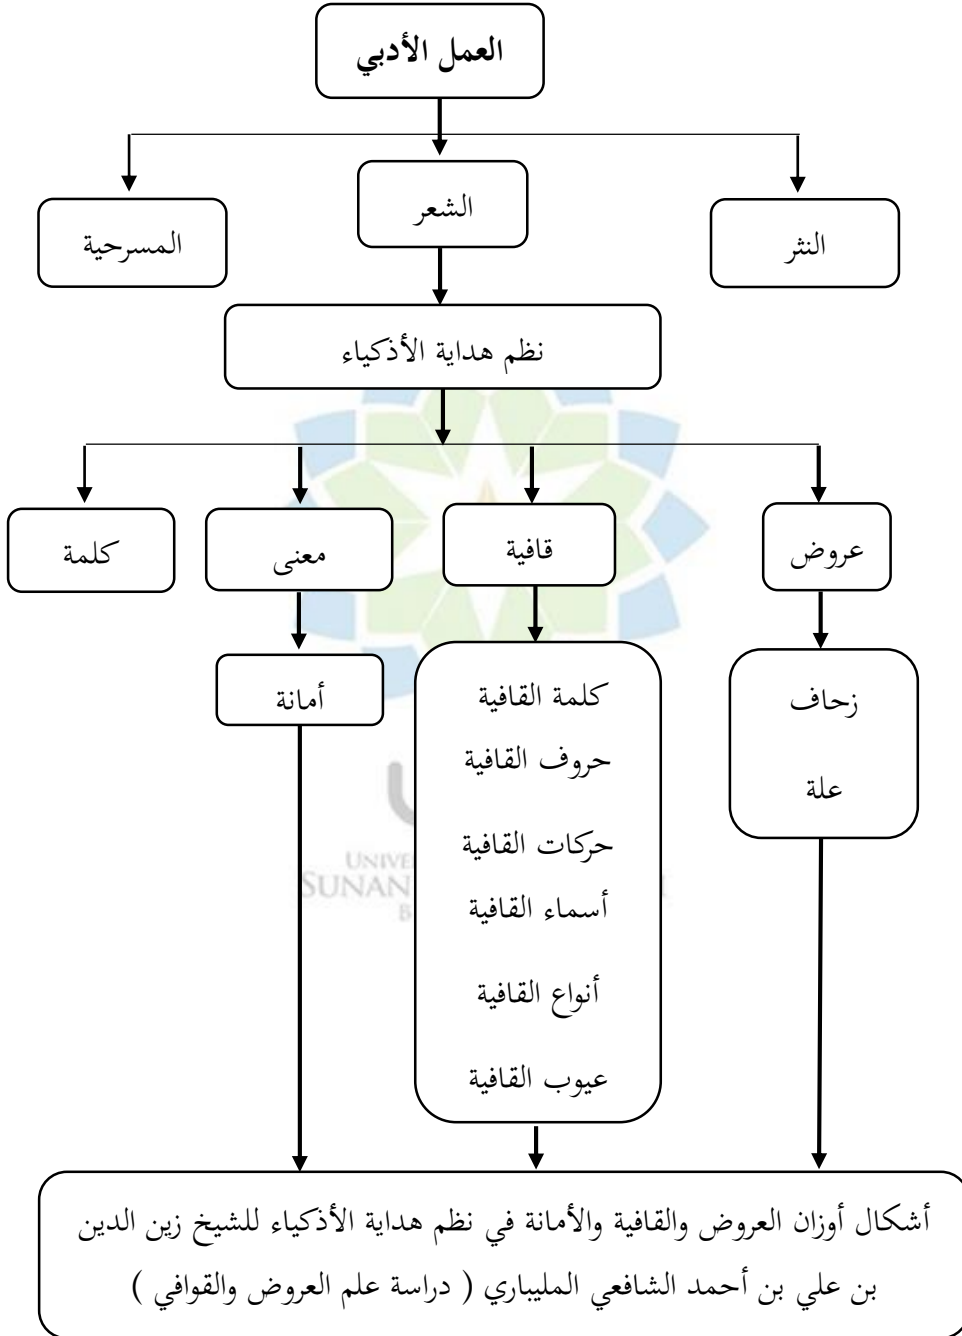 العمل الأدبي
النثر
الشعر
المسرحية
نظم هداية الأذكياء
عروض
قافية
معنى
كلمة
زحاف
علة
كلمة القافية
حروف القافية
حركات القافية
أسماء القافية
أنواع القافية
عيوب القافية
أمانة
UNIVE
SUNAN
B
أشكال أوزان العروض والقافية والأمانة في نظم هداية الأذكياء للشيخ زين الدين
بن علي بن أحمد الشافعي المليباري ( دراسة علم العروض والقوافي )